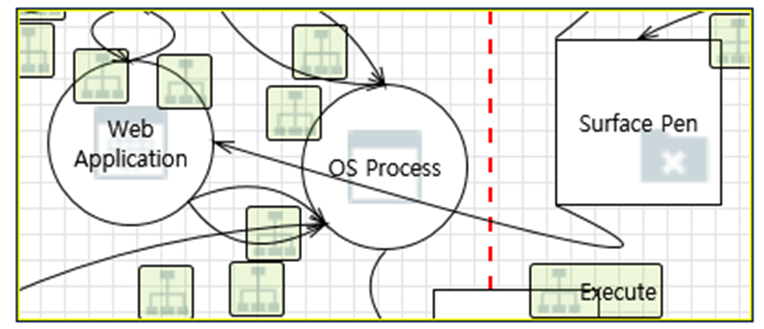 Web
Application
OS Process
Surface Pen
Execute